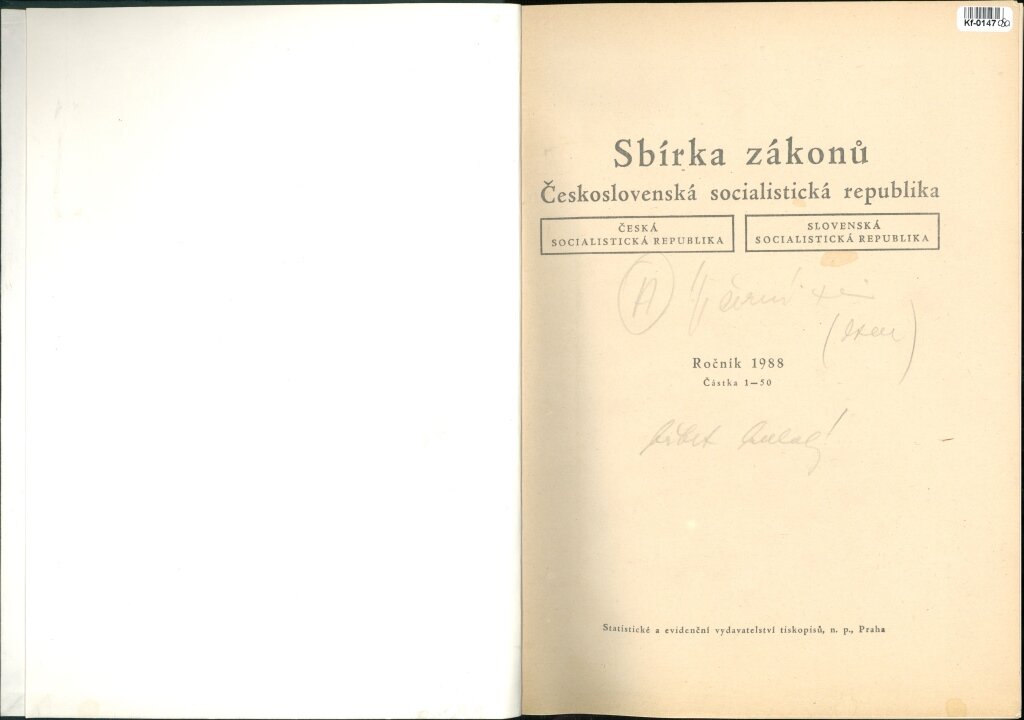 Kf-0147
Sbírka zákonů
Československá socialistická republika
ČESKÁ
SOCIALISTICKÁ REPUBLIKA
SLOVENSKÁ
SOCIALISTICKÁ REPUBLIKA
Ročník 1988
Částka 1—50
Statistické a evidenční vydavatelství tiskopisů, n. p., Praha